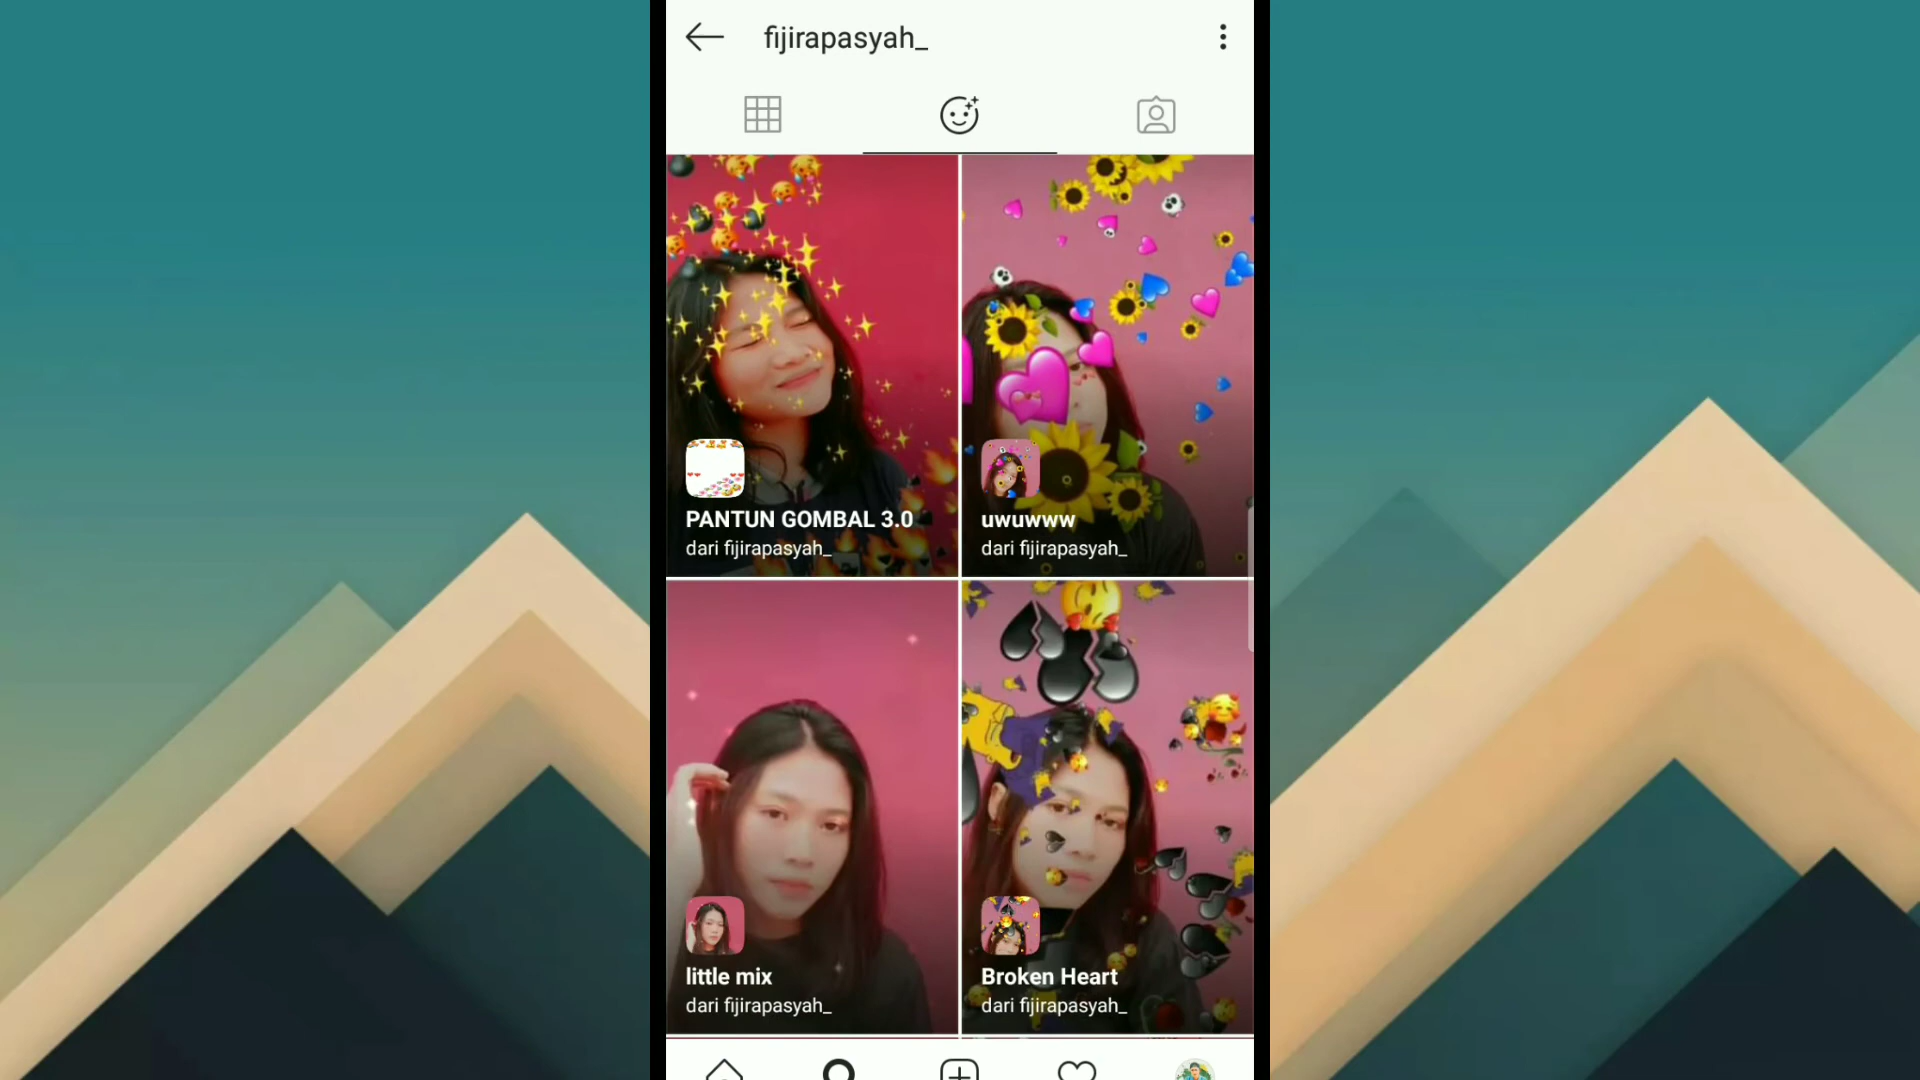 fijirapasyah_
PANTUN GOMBAL 3.0
dari fijirapasyah_
uwuwww
dari fijirapasyah_
little mix
dari fijirapasyah_
Broken Heart
dari fijirapasyah_